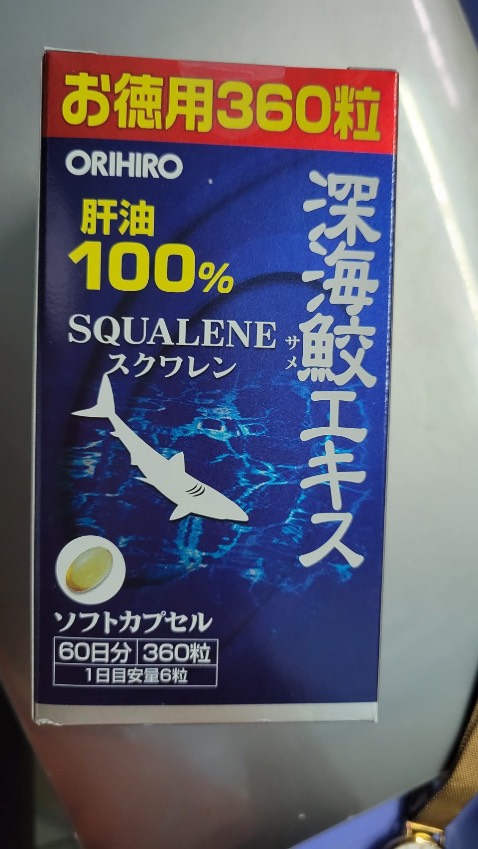 お徳用360粒
ORIHIRO
肝油
100%
SQUALENE
スクワレン
深海鮫エキス
サメ
ソフトカプセル
60日分 360粒
1日目安量6粒